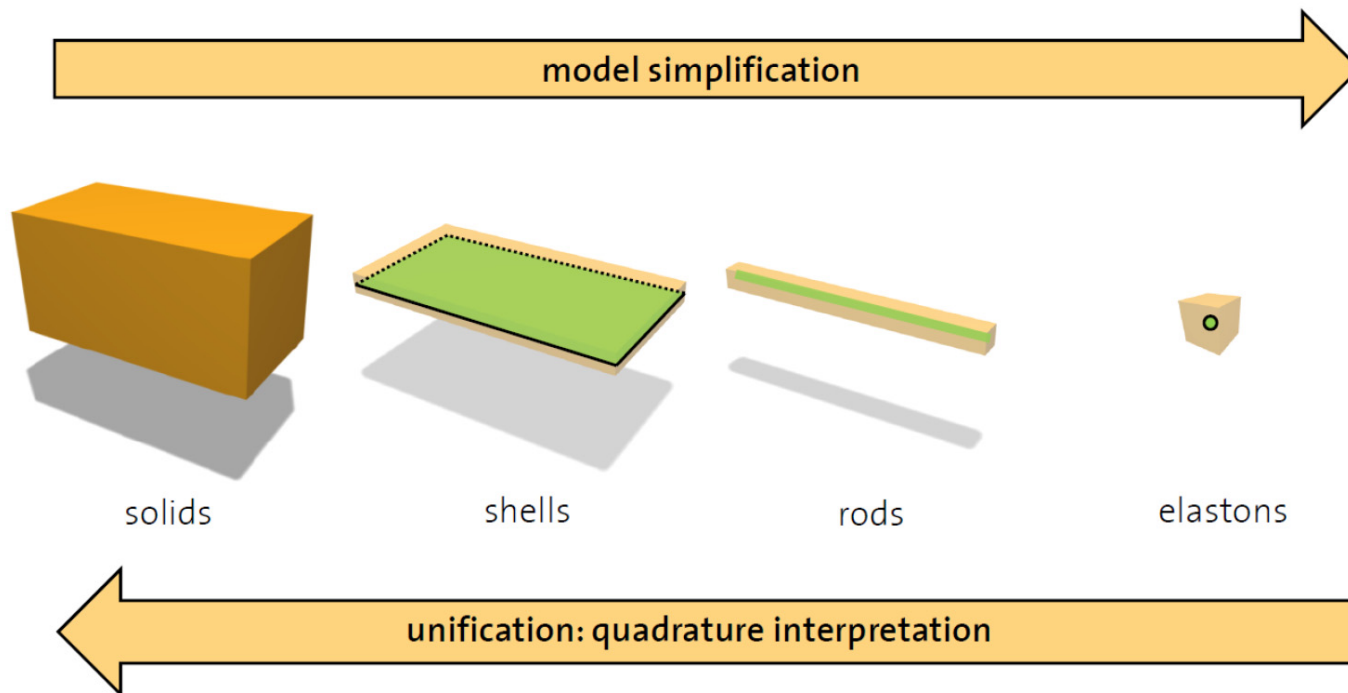 model simplification
solids
shells
rods
elastons
unification: quadrature interpretation